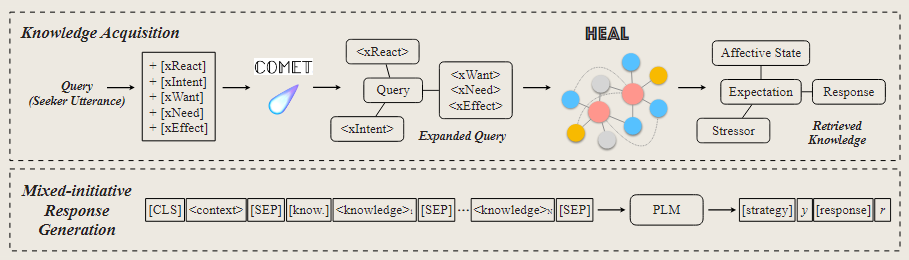 Knowledge Acquisition
Query
(Seeker Utterance)
+ [xReact]
+ [xIntent]
+ [xWant]
+ [xNeed]
+ [xEffect]
COMET
<xReact>
Query
<xIntent>
<xWant>
<xNeed>
<xEffect>
Expanded Query
HEAL
Affective State
Expectation
Response
Stressor
Retrieved
Knowledge
Mixed-initiative
Response
Generation
[CLS] <context> [SEP] [know.] <knowledge>₁ [SEP] ... <knowledge>N [SEP]
PLM
[strategy] y [response] r